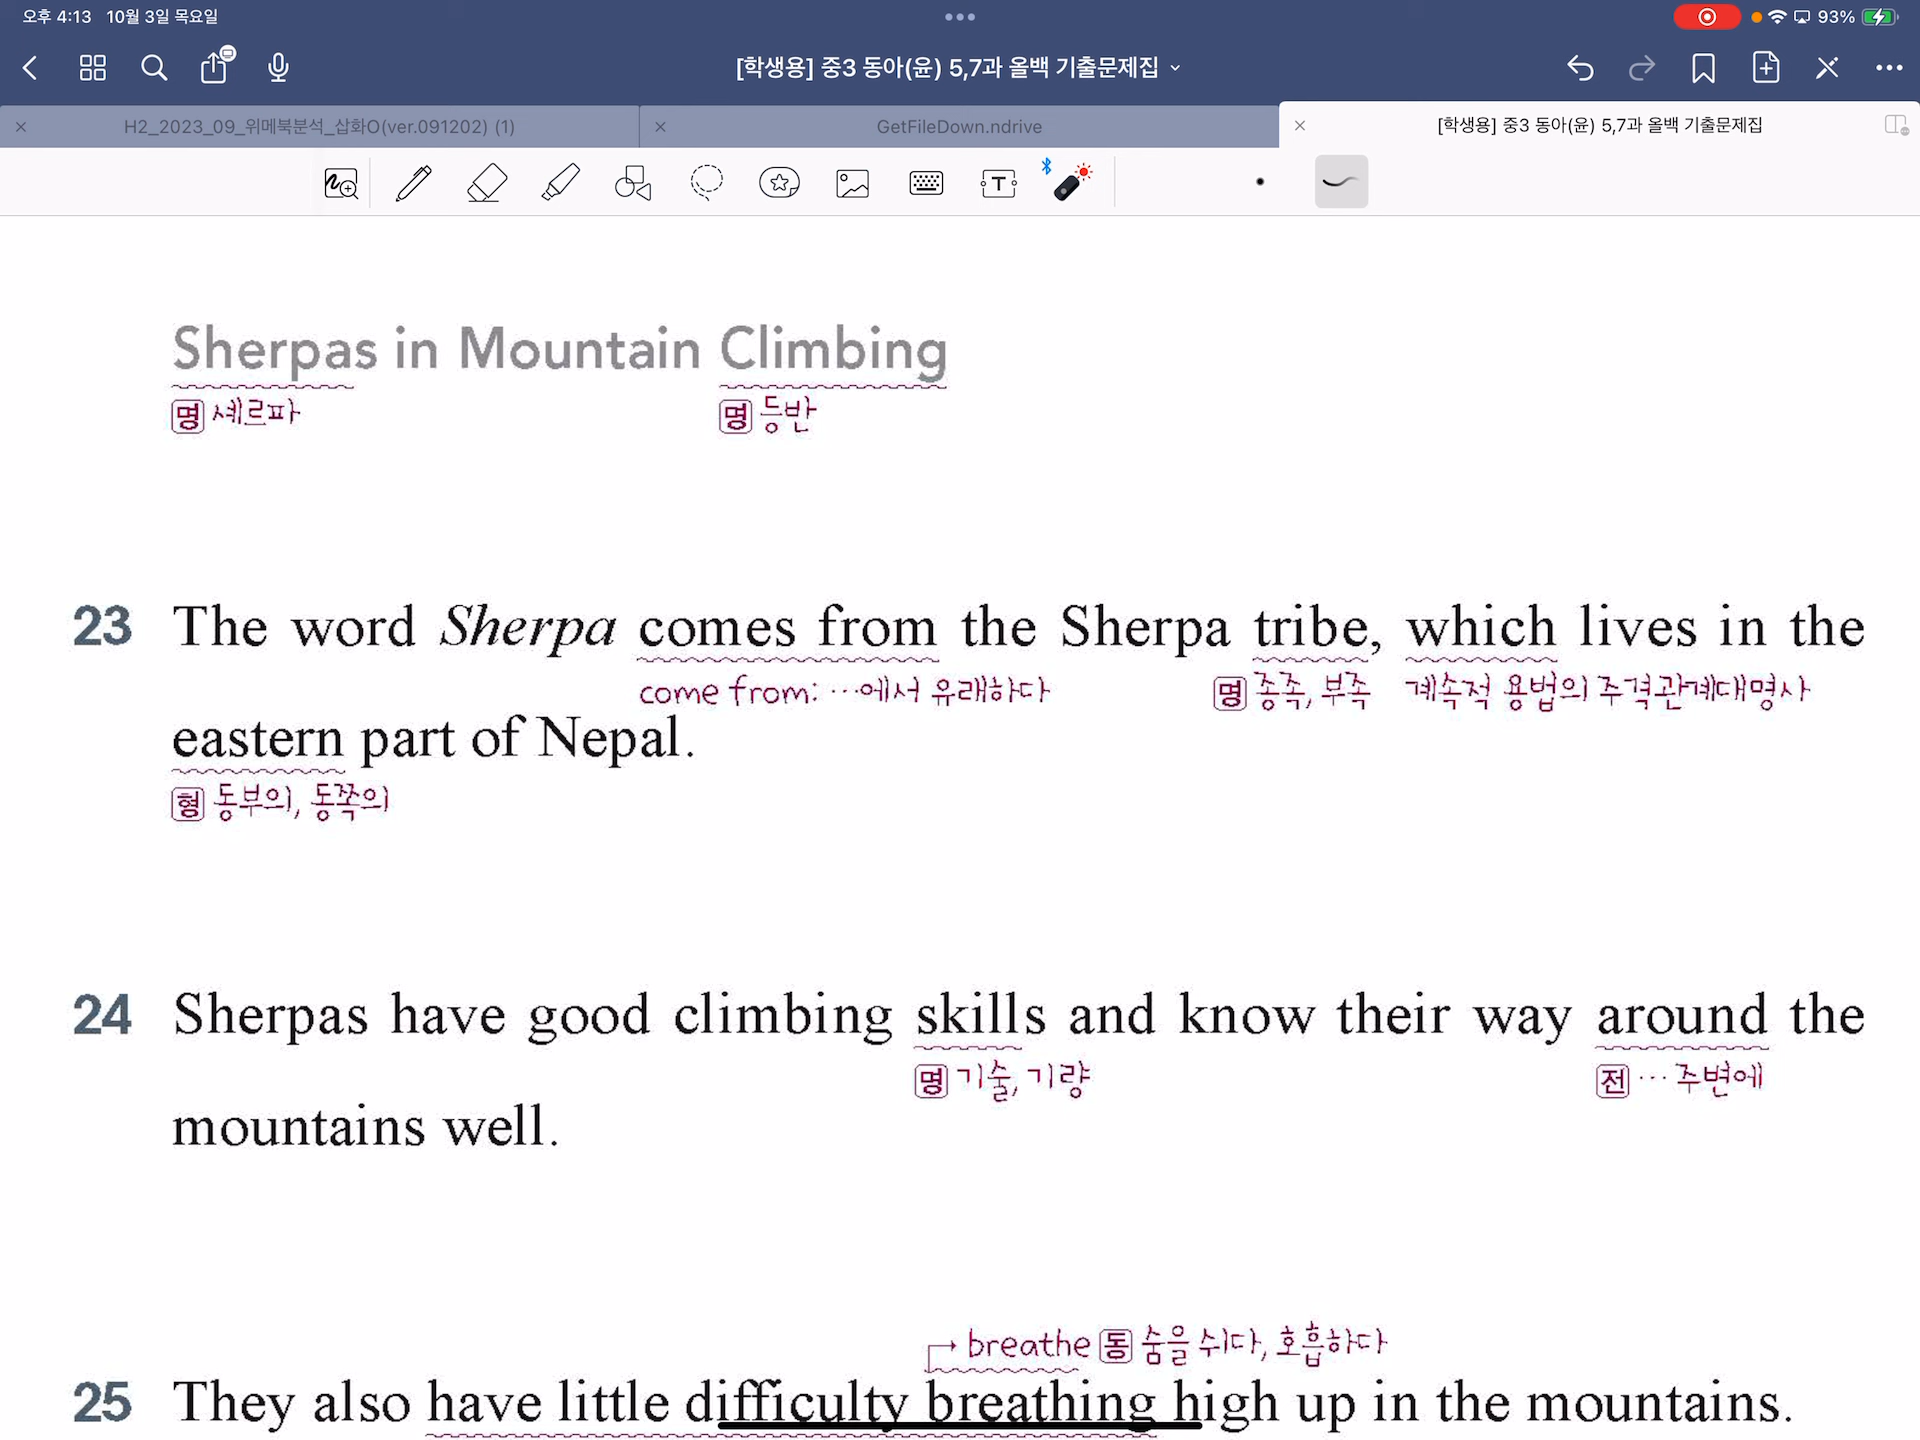 오후 4:13 10월 3일 목요일
93%
[학생용] 중3 동아(윤) 5,7과 올백 기출문제집
H2_2023_09_위메북분석_삽화O(ver.091202) (1)
GetFileDown.ndrive
[학생용] 중3 동아(윤) 5,7과 올백 기출문제집
T
Sherpas in Mountain Climbing
명 셰르파
명 등반
23 The word Sherpa comes from the Sherpa tribe, which lives in the
come from: …에서 유래하다
명 종족, 부족
계속적 용법의 주격관계대명사
eastern part of Nepal.
형 동부의, 동쪽의
24 Sherpas have good climbing skills and know their way around the
명 기술, 기량
전 …주변에
mountains well.
breathe 동 숨을 쉬다, 호흡하다
25 They also have little difficulty breathing high up in the mountains.